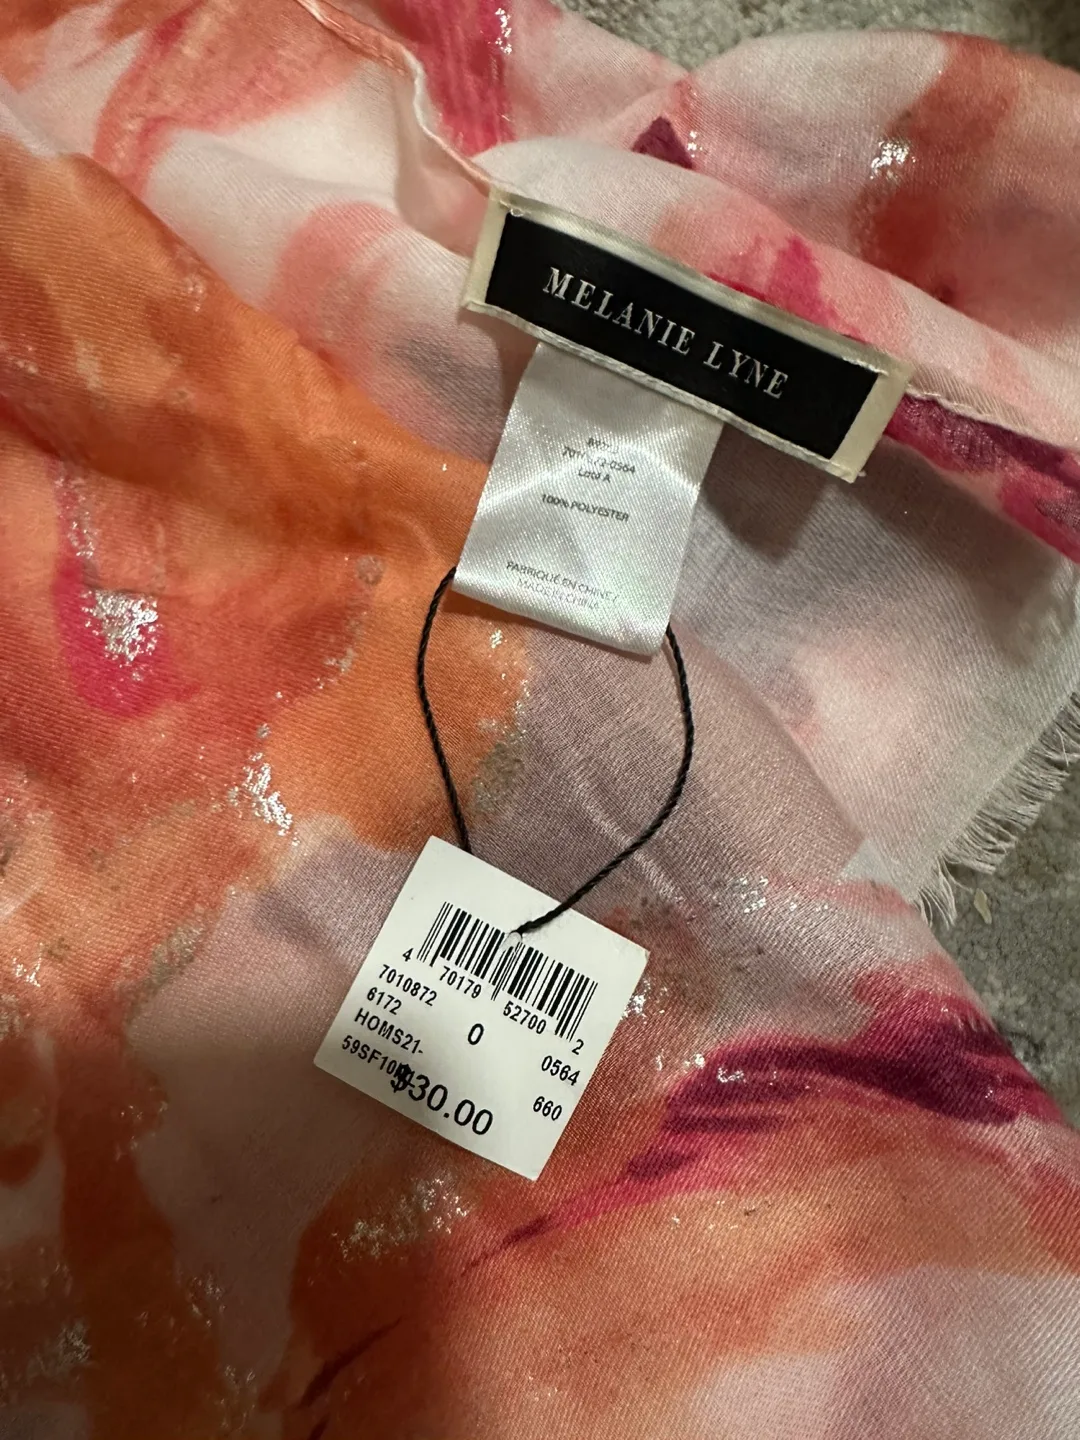 MELANIE LYNE
Lot# A
100% POLYESTER
FABRIQUÉ EN CHINE/
MADE IN CHINA
4 70179 52700 2
7010872
6172 0 0564
HOMS21- 660
$30.00